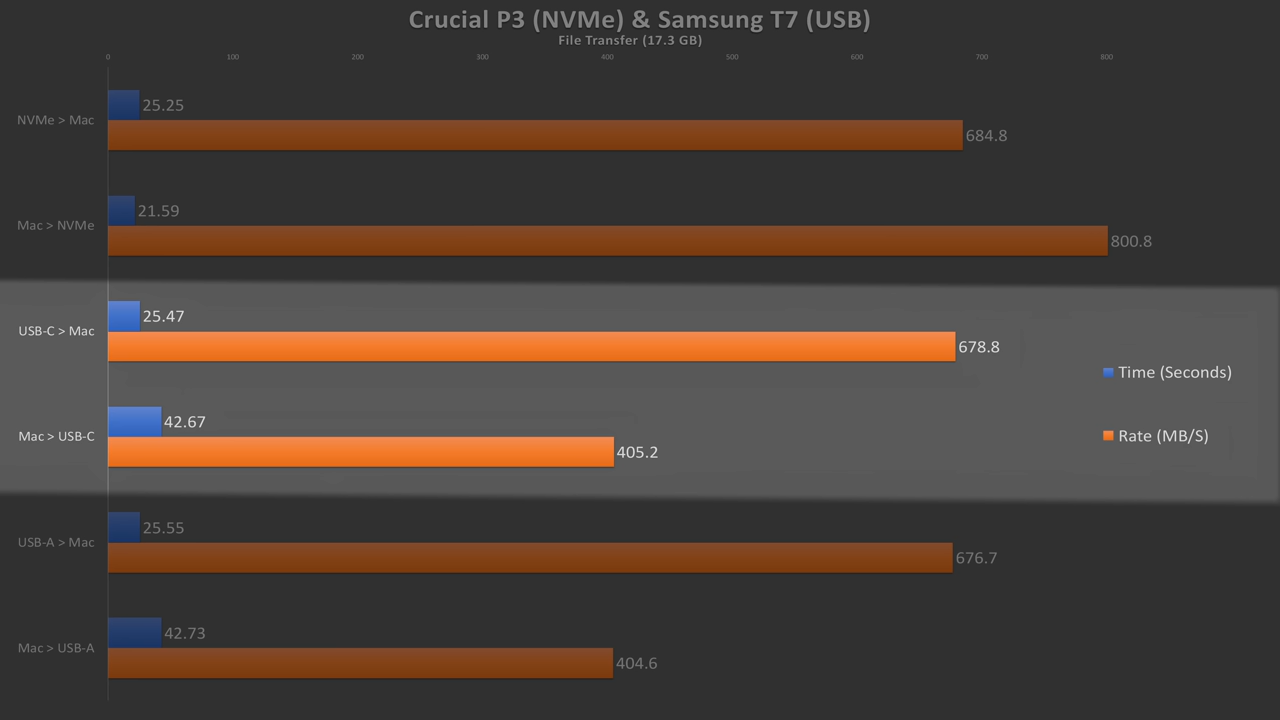 Crucial P3 (NVMe) & Samsung T7 (USB)
File Transfer (17.3 GB)
0 100 200 300 400 500 600 700 800
25.25
NVMe > Mac
684.8
21.59
Mac > NVMe
800.8
25.47
USB-C > Mac
678.8
Time (Seconds)
42.67
Mac > USB-C
Rate (MB/S)
405.2
25.55
USB-A > Mac
676.7
42.73
Mac > USB-A
404.6